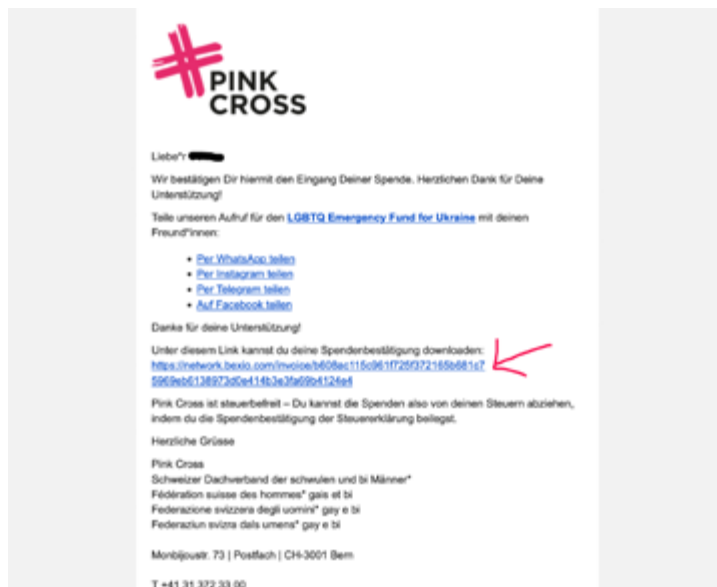 PINK
CROSS
Liebe*r
Wir bestätigen Dir hiermit den Eingang Deiner Spende. Herzlichen Dank für Deine
Unterstützung!
Teile unseren Aufruf für den LGBTQ Emergency Fund for Ukraine mit deinen
Freund*innen:
• Per WhatsApp teilen
• Per Instagram teilen
• Per Telegram teilen
• Auf Facebook teilen
Danke für deine Unterstützung!
Unter diesem Link kannst du deine Spendenbestätigung downloaden:
Pink Cross ist steuerbefreit – Du kannst die Spenden also von deinen Steuern abziehen,
indem du die Spendenbestätigung der Steuererklärung beilegst.
Herzliche Grüsse
Pink Cross
Schweizer Dachverband der schwulen und bi Männer*
Fédération suisse des hommes* gais et bi
Federazione svizzera degli uomini* gay e bi
Federaziun svizra dals umens* gay e bi
Monbijoustr. 73 | Postfach | CH-3001 Bern
T +41 31 372 33 00